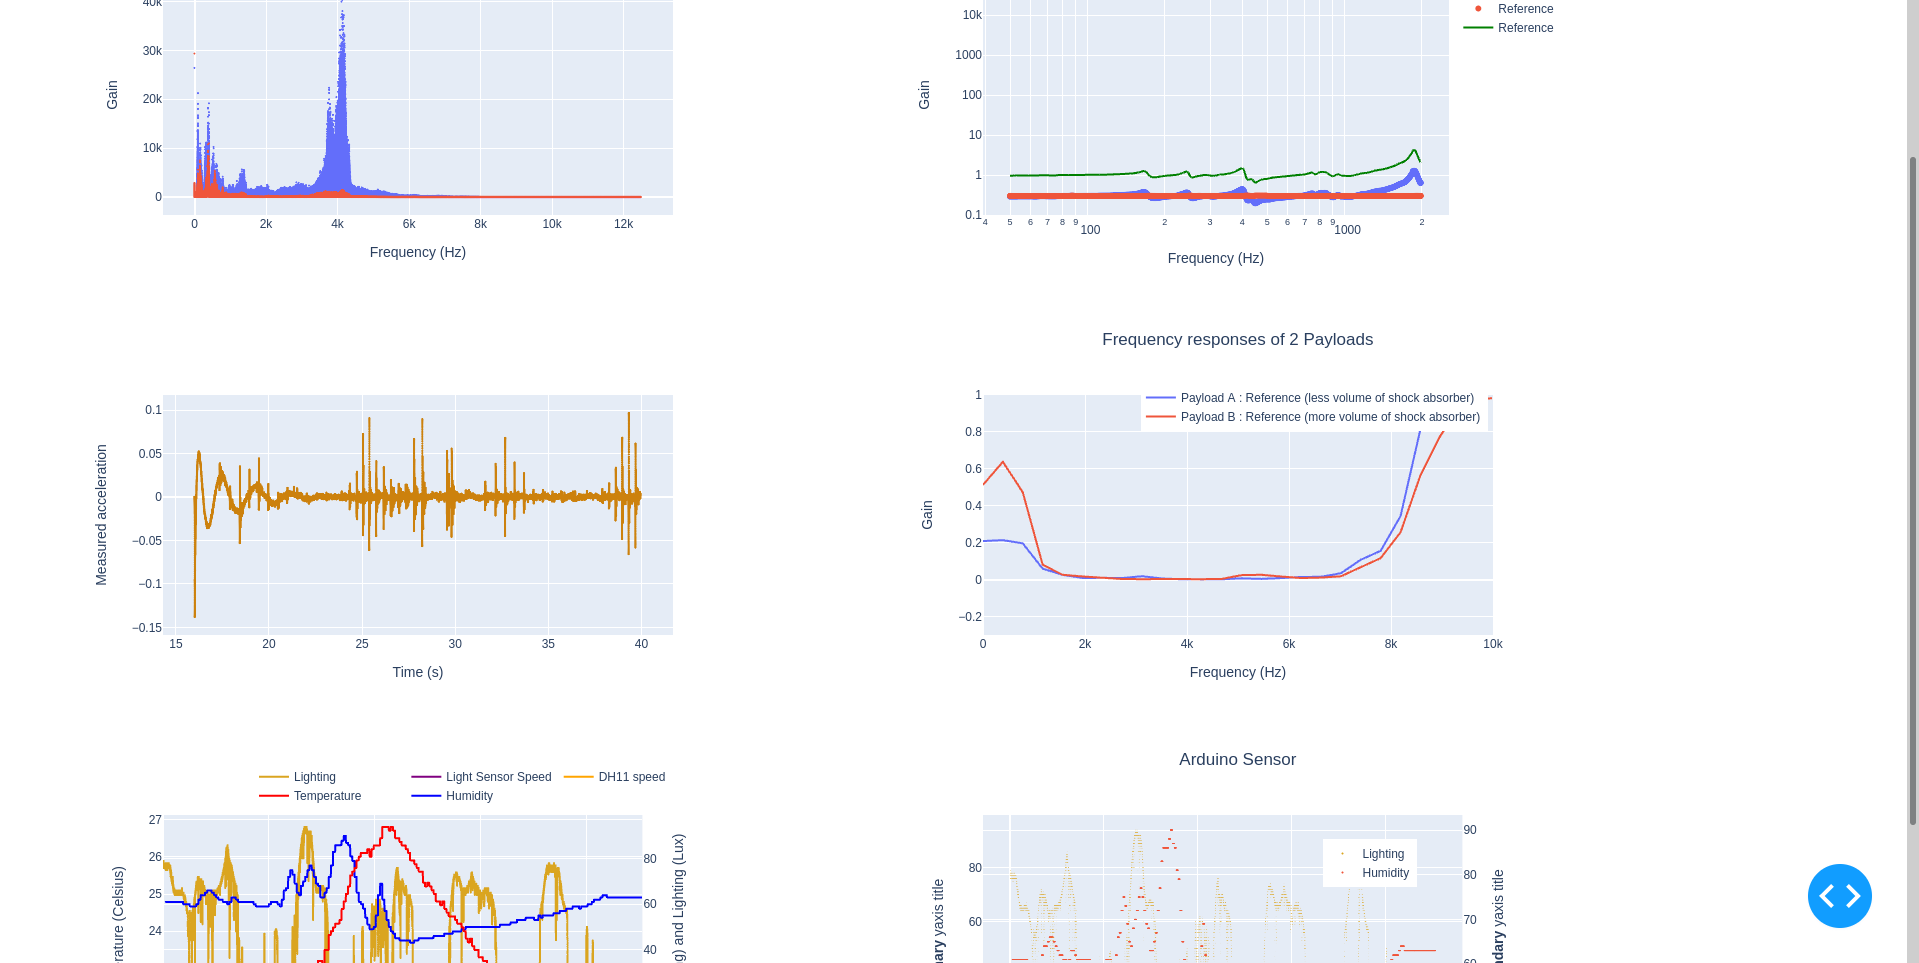 40k
30k
20k
10k
0
Gain
0 2k 4k 6k 8k 10k 12k
Frequency (Hz)
Reference
Reference
10k
1000
100
10
1
0.1
Gain
4 5 6 7 8 9 100 2 3 4 5 6 7 8 9 1000 2
Frequency (Hz)
0.1
0.05
0
−0.05
−0.1
−0.15
Measured acceleration
15 20 25 30 35 40
Time (s)
Frequency responses of 2 Payloads
Payload A : Reference (less volume of shock absorber)
Payload B : Reference (more volume of shock absorber)
1
0.8
0.6
0.4
0.2
0
−0.2
Gain
0 2k 4k 6k 8k 10k
Frequency (Hz)
Lighting Light Sensor Speed DH11 speed
Temperature Humidity
27
26
25
24
erature (Celsius)
80
60
40
g) and Lighting (Lux)
Arduino Sensor
Lighting
Humidity
80
60
nary yaxis title
90
80
70
60
ndary yaxis title